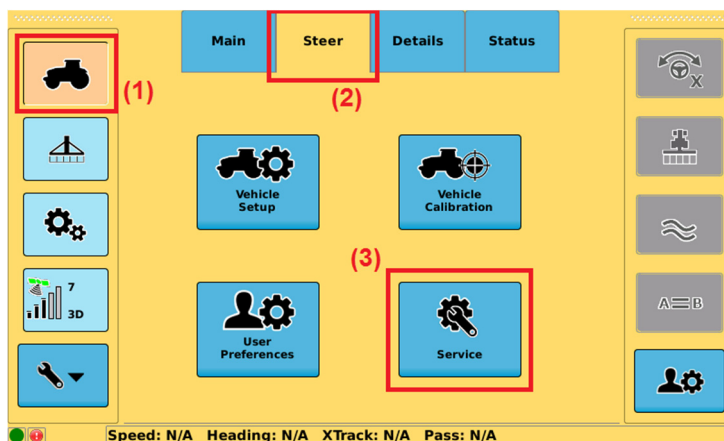 Main
Steer
Details
Status
(1)
(2)
X
Vehicle
Setup
Vehicle
Calibration
7
3D
(3)
A B
User
Preferences
Service
Speed: N/A Heading: N/A XTrack: N/A Pass: N/A